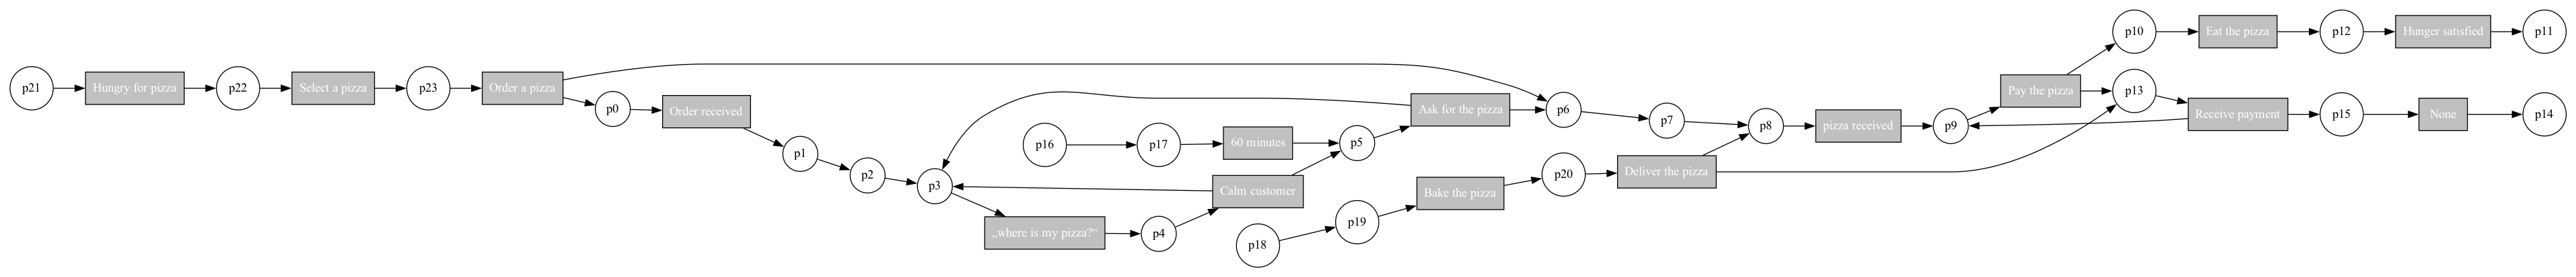 p21
Hungry for pizza
p22
Select a pizza
p23
Order a pizza
p0
Order received
p1
p2
p3
„where is my pizza?“
p4
Calm customer
p16
p17
60 minutes
p5
Ask for the pizza
p18
p19
Bake the pizza
p20
Deliver the pizza
p6
p7
p8
pizza received
p9
Pay the pizza
p10
Eat the pizza
p12
Hunger satisfied
p11
p13
Receive payment
p15
None
p14